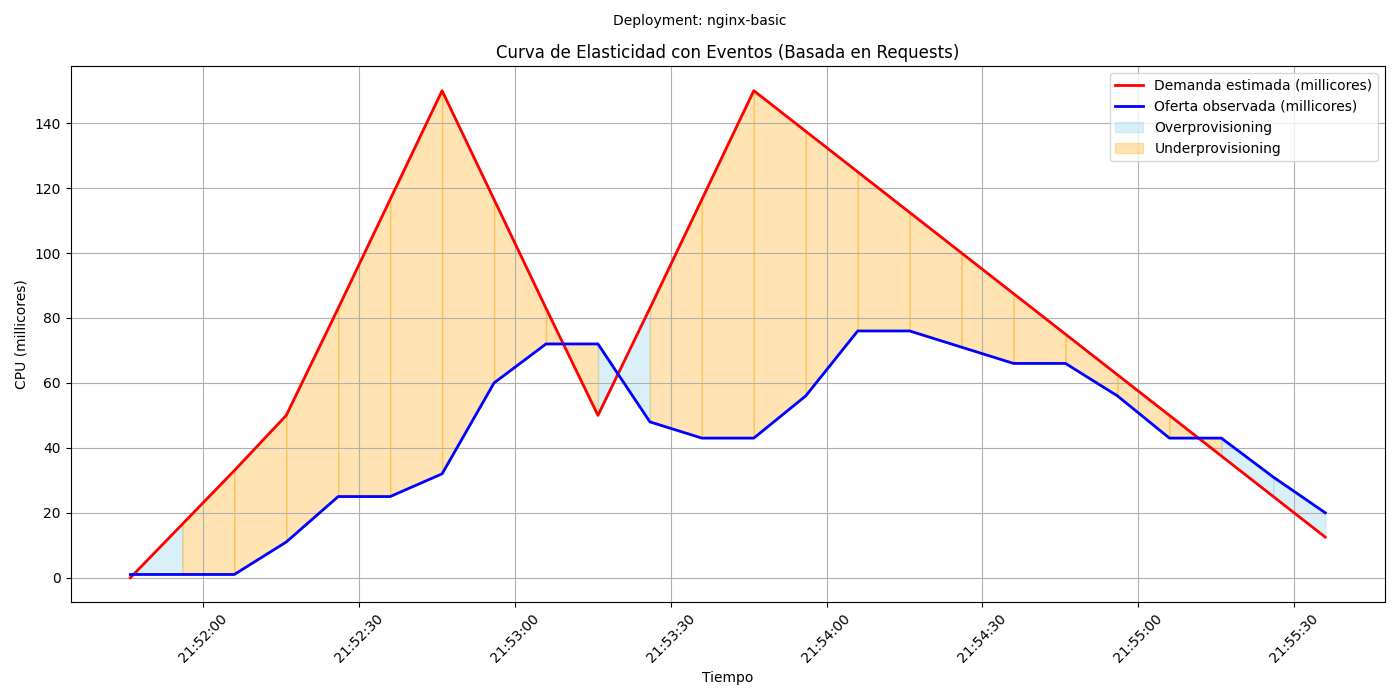 Deployment: nginx-basic
Curva de Elasticidad con Eventos (Basada en Requests)
Demanda estimada (millicores)
Oferta observada (millicores)
Overprovisioning
Underprovisioning
CPU (millicores)
140
120
100
80
60
40
20
0
21:52:00
21:52:30
21:53:00
21:53:30
21:54:00
21:54:30
21:55:00
21:55:30
Tiempo